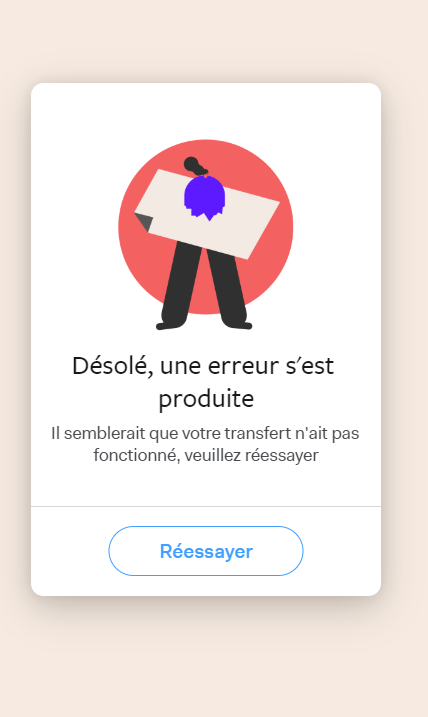 Désolé, une erreur s'est
produite
Il semblerait que votre transfert n'ait pas
fonctionné, veuillez réessayer
Réessayer